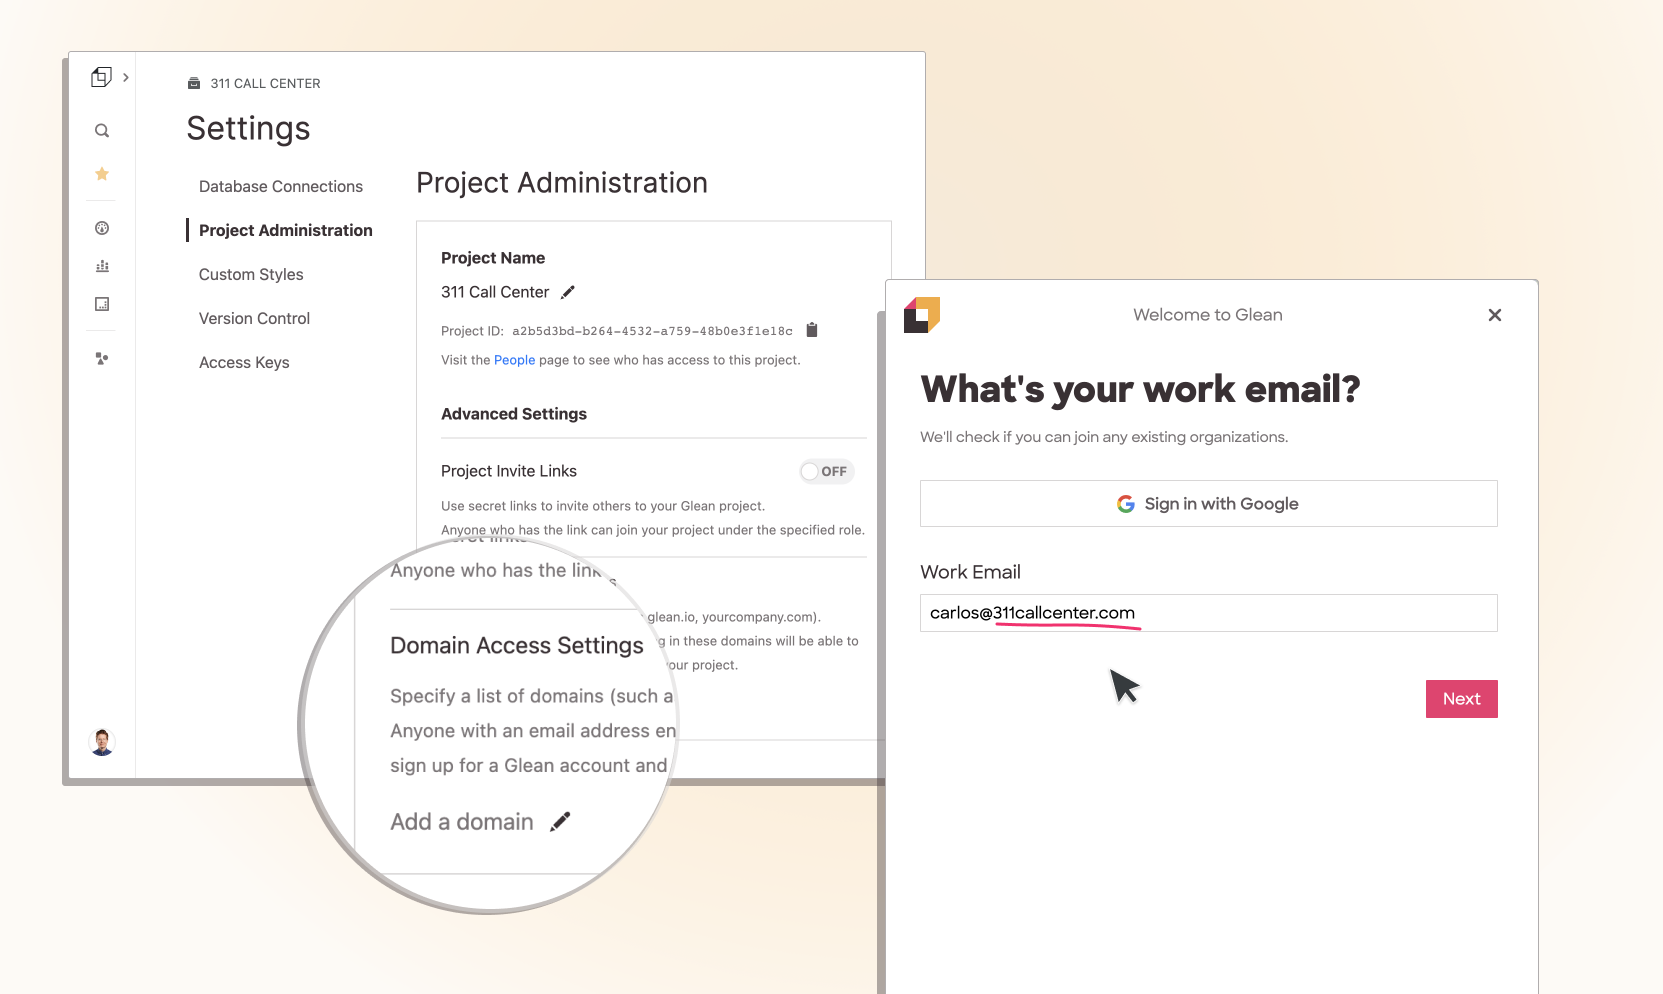 311 CALL CENTER
Settings
Database Connections
Project Administration
Custom Styles
Version Control
Access Keys
Project Administration
Project Name
311 Call Center
Project ID: a2b5d3bd-b264-4532-a759-48b0e3f1e18c
Visit the People page to see who has access to this project.
Advanced Settings
Project Invite Links
OFF
Use secret links to invite others to your Glean project.
Anyone who has the link can join your project under the specified role.
glean.io, yourcompany.com).
in these domains will be able to
your project.
Anyone who has the link
Domain Access Settings
Specify a list of domains (such a
Anyone with an email address en
sign up for a Glean account and
Add a domain
Welcome to Glean
What's your work email?
We'll check if you can join any existing organizations.
Sign in with Google
Work Email
carlos@311callcenter.com
Next